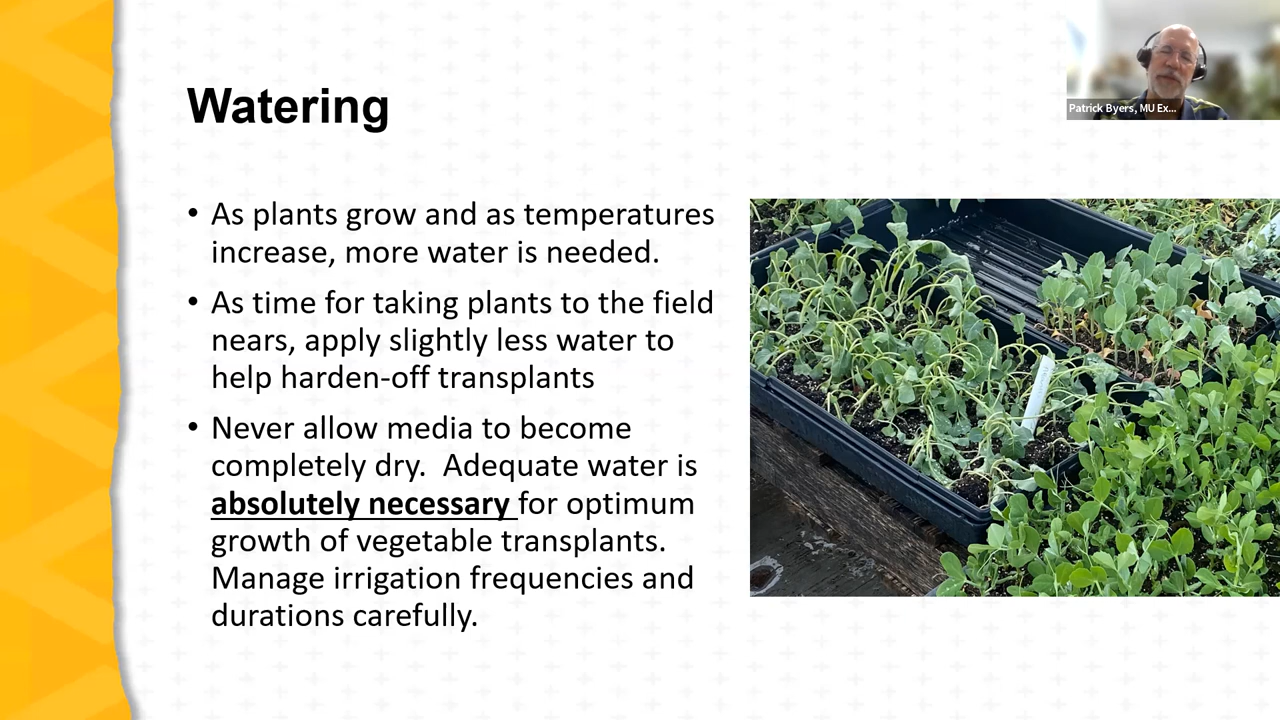 Patrick Byers, MU Ex...
Watering
• As plants grow and as temperatures
increase, more water is needed.
• As time for taking plants to the field
nears, apply slightly less water to
help harden-off transplants
• Never allow media to become
completely dry.  Adequate water is
absolutely necessary for optimum
growth of vegetable transplants.
Manage irrigation frequencies and
durations carefully.